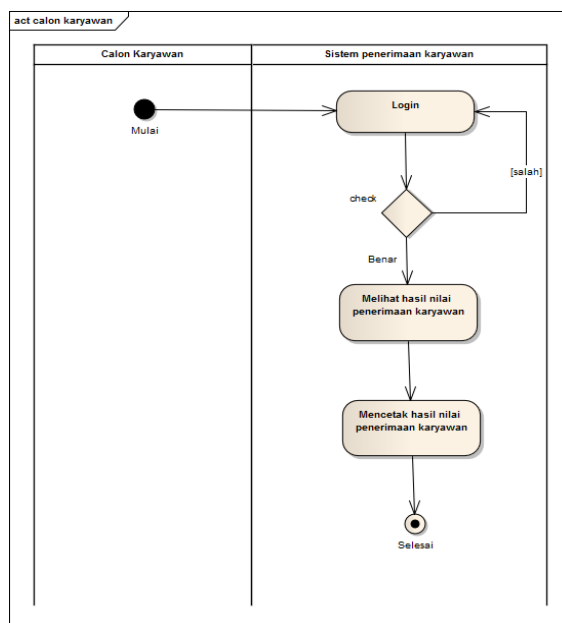 act calon karyawan
Calon Karyawan
Sistem penerimaan karyawan
Mulai
Login
[salah]
check
Benar
Melihat hasil nilai
penerimaan karyawan
Mencetak hasil nilai
penerimaan karyawan
Selesai